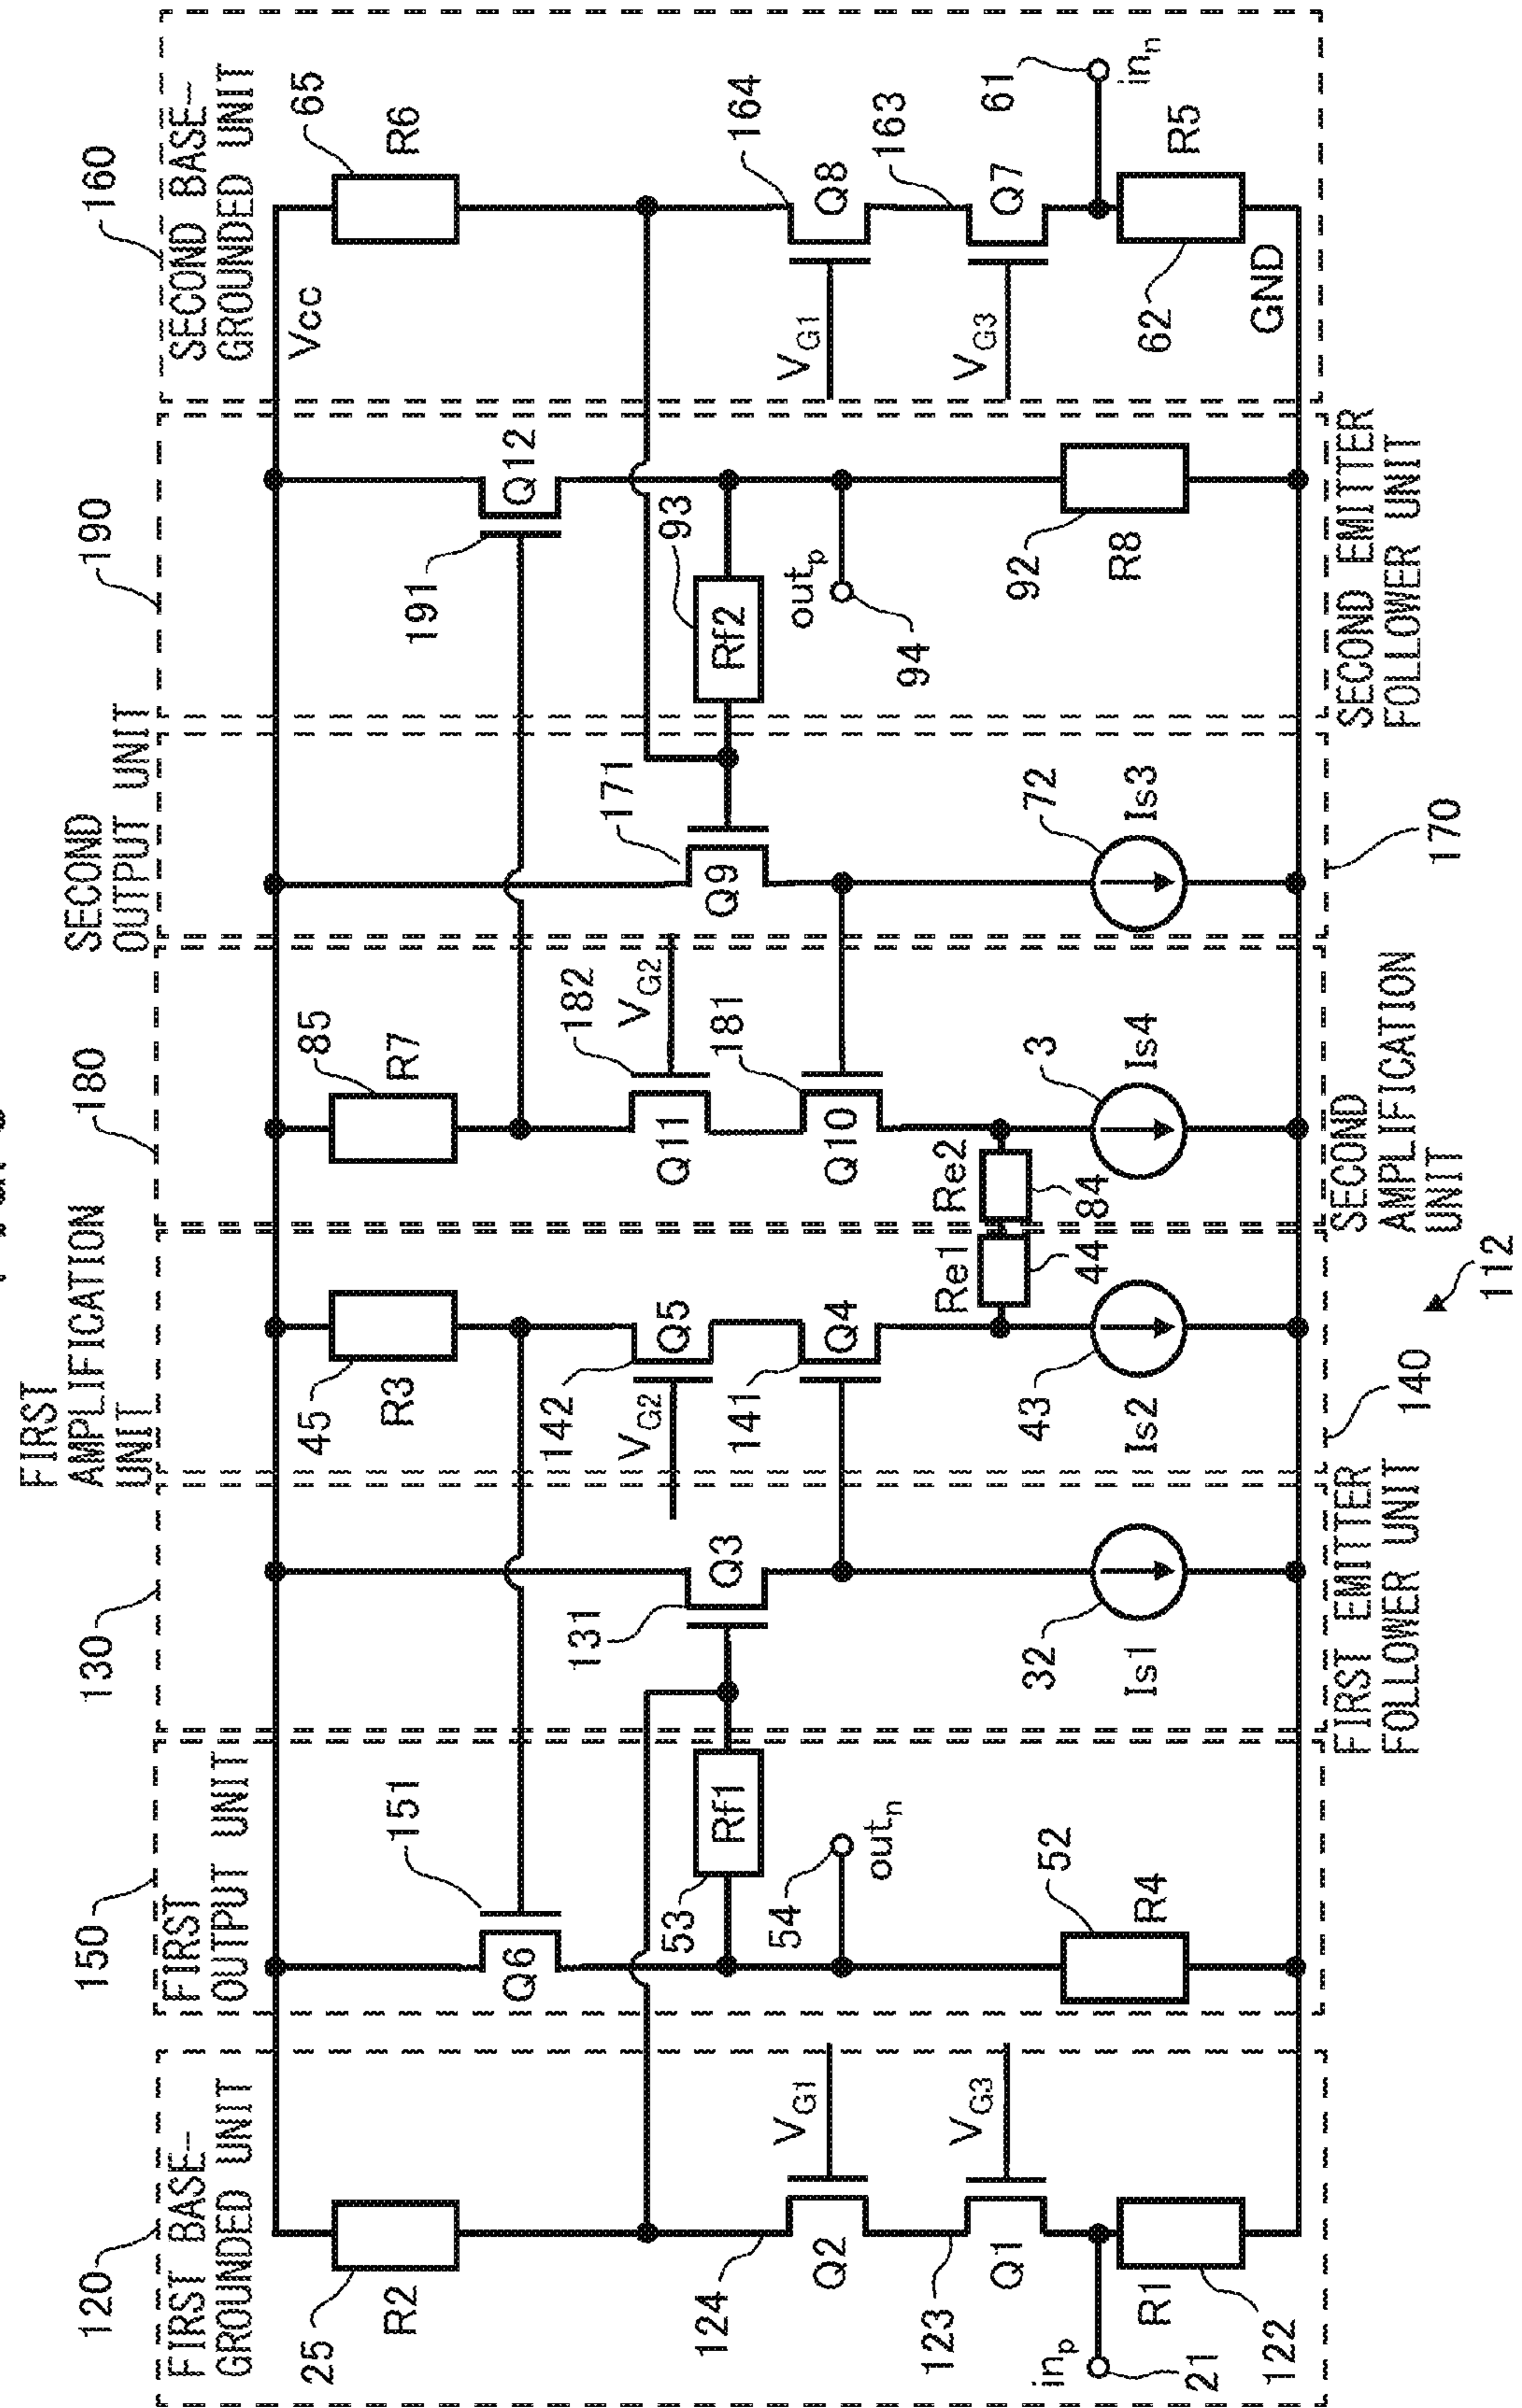 120
FIRST BASE-
GROUNDED UNIT
25
R2
124
Q2
VG1
123
Q1
VG3
inp
21
R1
122
150
FIRST
OUTPUT UNIT
151
Q6
53
Rf1
54
outn
52
R4
130
131
Q3
32
Is1
FIRST EMITTER
FOLLOWER UNIT
FIRST
AMPLIFICATION
UNIT
45
R3
142
Q5
VG2
141
Q4
Re1
44
43
Is2
140
112
180
85
R7
182
VG2
Q11
181
Q10
Re2
84
3
Is4
SECOND
AMPLIFICATION
UNIT
SECOND
OUTPUT UNIT
171
Q9
72
Is3
170
190
191
Q12
93
Rf2
outp
94
92
R8
SECOND EMITTER
FOLLOWER UNIT
160
SECOND BASE-
GROUNDED UNIT
Vcc
65
R6
164
Q8
VG1
163
Q7
VG3
61
inn
62
R5
GND